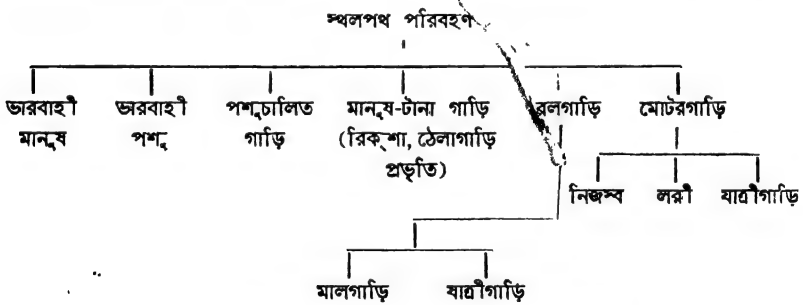 স্থলপথ পরিবহণ
ভারবাহী মানুষ
ভারবাহী পশু
পশুচালিত গাড়ি
মানুষ-টানা গাড়ি (রিক্‌শা, ঠেলাগাড়ি প্রভৃতি)
রেলগাড়ি
মোটরগাড়ি
নিজস্ব লরী যাত্রীগাড়ি
মালগাড়ি যাত্রীগাড়ি